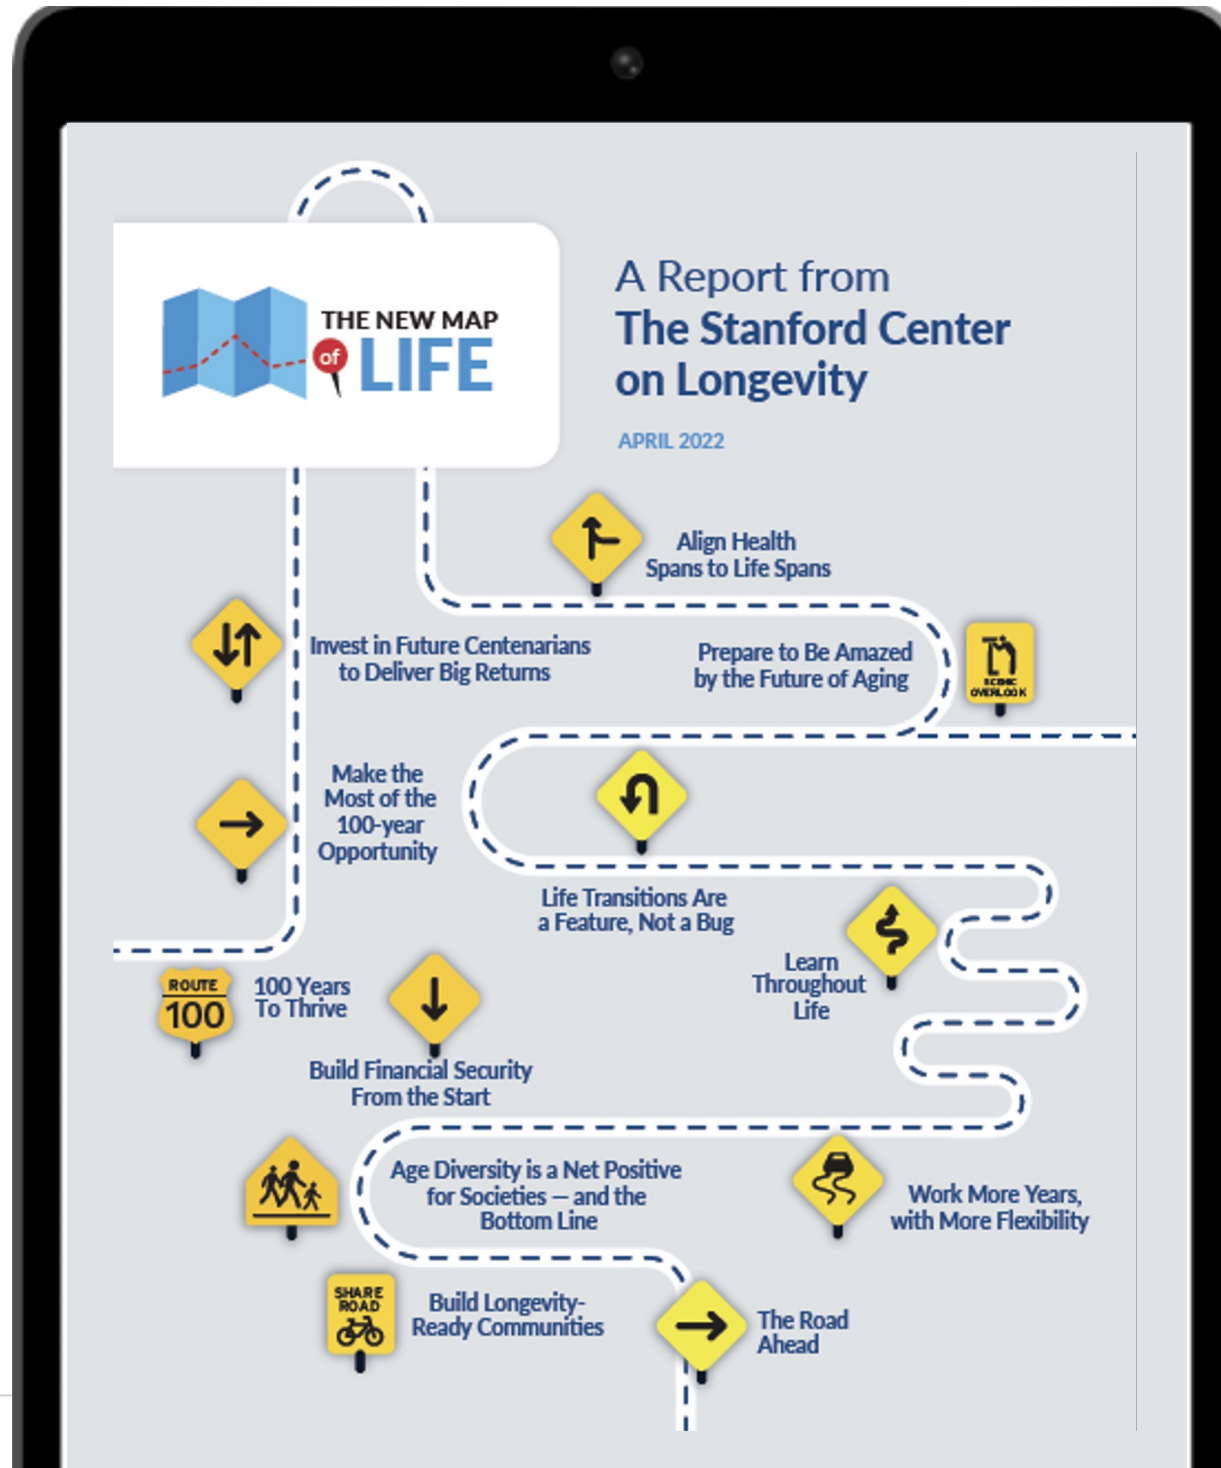 THE NEW MAP
of LIFE
A Report from
The Stanford Center
on Longevity
APRIL 2022
Align Health
Spans to Life Spans
Invest in Future Centenarians
to Deliver Big Returns
Prepare to Be Amazed
by the Future of Aging
SCENIC
OVERLOOK
Make the
Most of the
100-year
Opportunity
Life Transitions Are
a Feature, Not a Bug
Learn
Throughout
Life
ROUTE
100
100 Years
To Thrive
Build Financial Security
From the Start
Age Diversity is a Net Positive
for Societies — and the
Bottom Line
Work More Years,
with More Flexibility
SHARE
ROAD
Build Longevity-
Ready Communities
The Road
Ahead